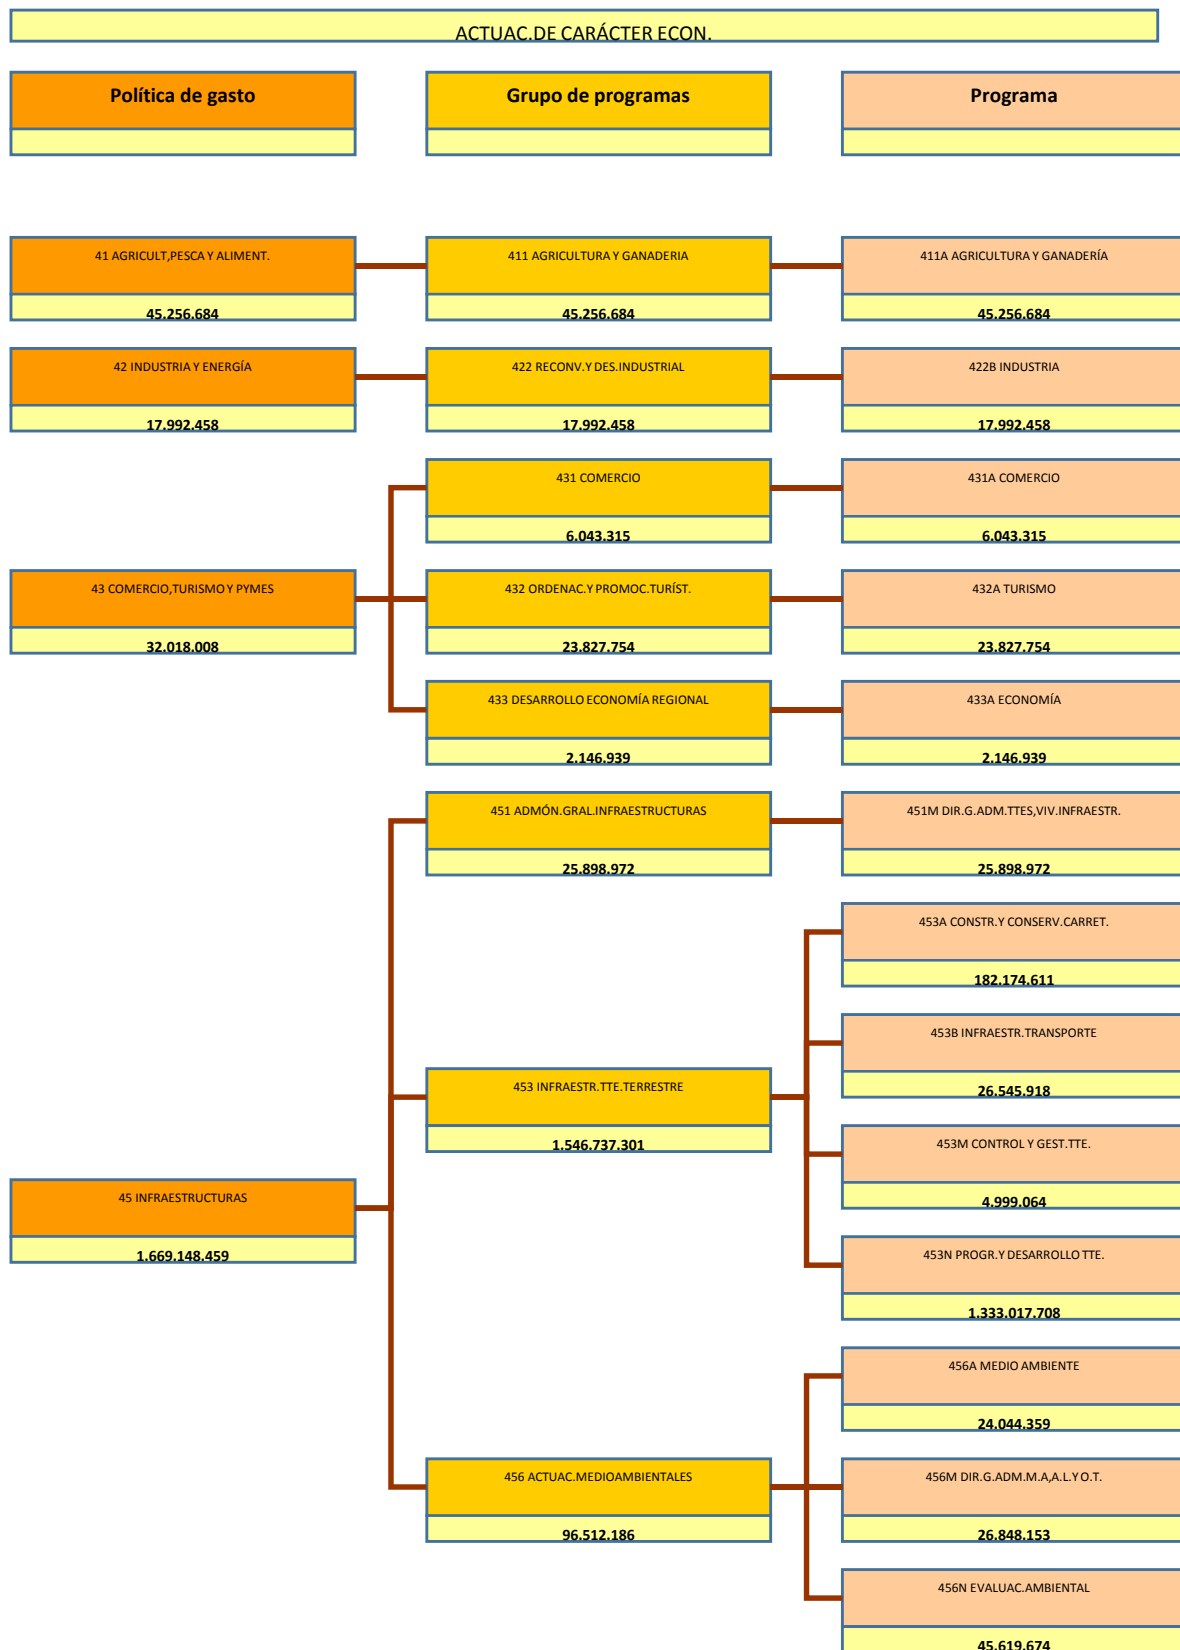 ACTUAC.DE CARÁCTER ECON.
Política de gasto
Grupo de programas
Programa
41 AGRICULT,PESCA Y ALIMENT.
45.256.684
411 AGRICULTURA Y GANADERIA
45.256.684
411A AGRICULTURA Y GANADERÍA
45.256.684
42 INDUSTRIA Y ENERGÍA
17.992.458
422 RECONV.Y DES.INDUSTRIAL
17.992.458
422B INDUSTRIA
17.992.458
43 COMERCIO,TURISMO Y PYMES
32.018.008
431 COMERCIO
6.043.315
431A COMERCIO
6.043.315
432 ORDENAC.Y PROMOC.TURÍST.
23.827.754
432A TURISMO
23.827.754
433 DESARROLLO ECONOMÍA REGIONAL
2.146.939
433A ECONOMÍA
2.146.939
45 INFRAESTRUCTURAS
1.669.148.459
451 ADMÓN.GRAL.INFRAESTRUCTURAS
25.898.972
451M DIR.G.ADM.TTES,VIV.INFRAESTR.
25.898.972
453 INFRAESTR.TTE.TERRESTRE
1.546.737.301
453A CONSTR.Y CONSERV.CARRET.
182.174.611
453B INFRAESTR.TRANSPORTE
26.545.918
453M CONTROL Y GEST.TTE.
4.999.064
453N PROGR.Y DESARROLLO TTE.
1.333.017.708
456 ACTUAC.MEDIOAMBIENTALES
96.512.186
456A MEDIO AMBIENTE
24.044.359
456M DIR.G.ADM.M.A,A.L.Y O.T.
26.848.153
456N EVALUAC.AMBIENTAL
45.619.674